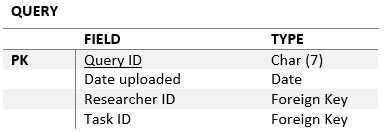 QUERY
FIELD TYPE
PK Query ID Char (7)
Date uploaded Date
Researcher ID Foreign Key
Task ID Foreign Key